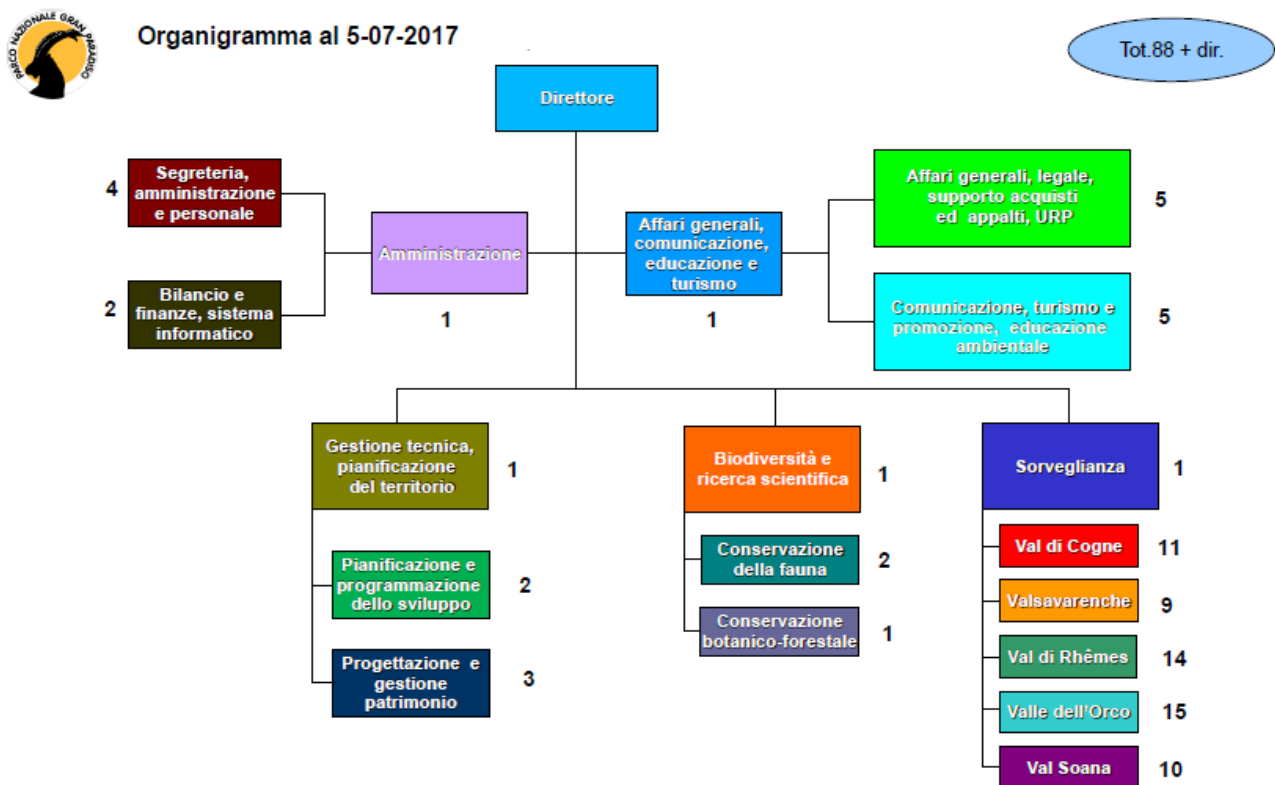 PARCO NAZIONALE GRAN PARADISO
Organigramma al 5-07-2017
Tot.88 + dir.
Direttore
4
Segreteria,
amministrazione
e personale
2
Bilancio e
finanze, sistema
informatico
Amministrazione
1
Affari generali,
comunicazione,
educazione e
turismo
1
Affari generali, legale,
supporto acquisti
ed appalti, URP
5
Comunicazione, turismo e
promozione, educazione
ambientale
5
Gestione tecnica,
pianificazione
del territorio
1
Pianificazione e
programmazione
dello sviluppo
2
Progettazione e
gestione
patrimonio
3
Biodiversità e
ricerca scientifica
1
Conservazione
della fauna
2
Conservazione
botanico-forestale
1
Sorveglianza
1
Val di Cogne
11
Valsavarenche
9
Val di Rhêmes
14
Valle dell'Orco
15
Val Soana
10